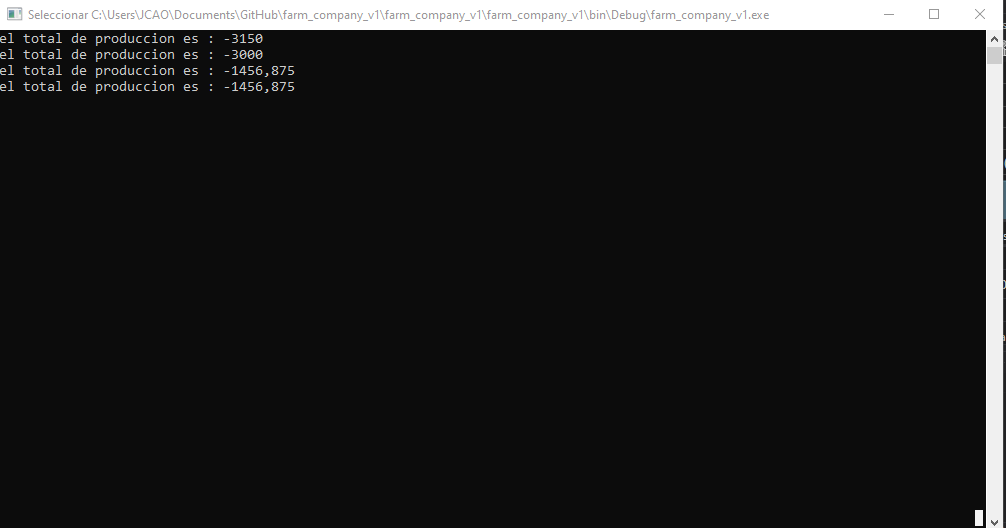 Seleccionar C:\Users\JCAO\Documents\GitHub\farm_company_v1\farm_company_v1\farm_company_v1\bin\Debug\farm_company_v1.exe
el total de produccion es : -3150
el total de produccion es : -3000
el total de produccion es : -1456,875
el total de produccion es : -1456,875